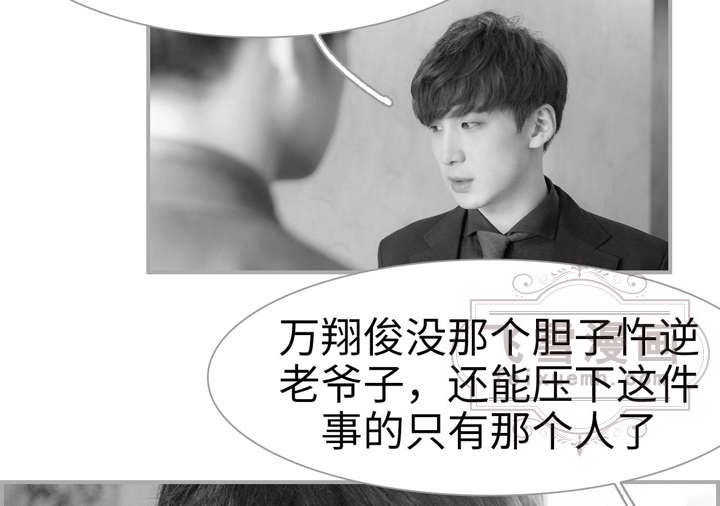 万翔俊没那个胆子忤逆
老爷子，还能压下这件
事的只有那个人了